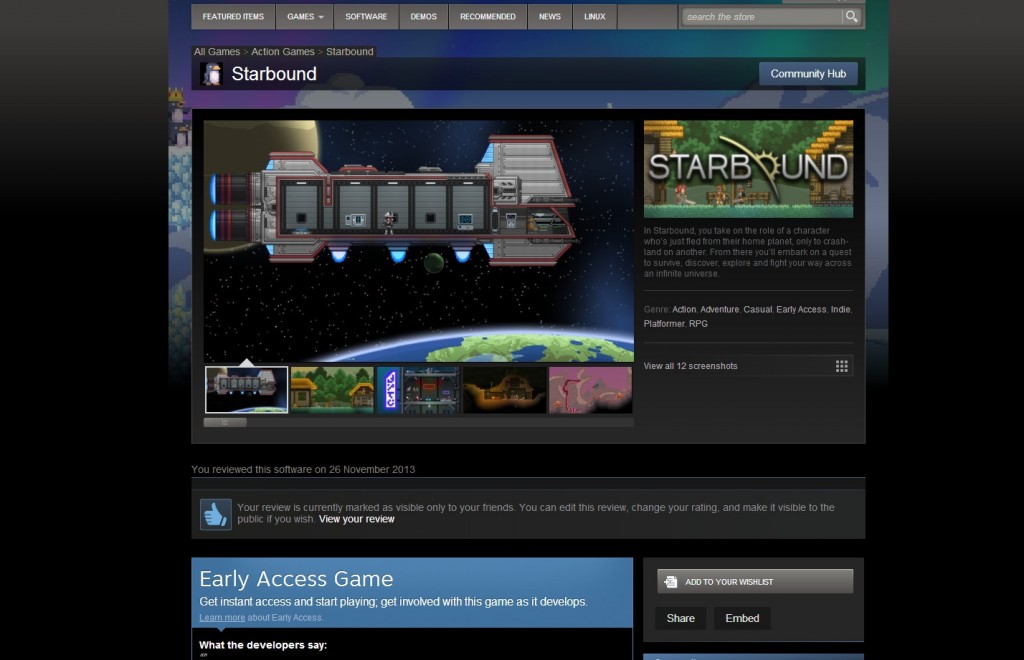 FEATURED ITEMS GAMES SOFTWARE DEMOS RECOMMENDED NEWS LINUX search the store
All Games > Action Games > Starbound
Starbound
Community Hub
STARBOUND
In Starbound, you take on the role of a character
who's just fled from their home planet, only to crash-
land on another. From there you'll embark on a quest
to survive, discover, explore and fight your way across
an infinite universe.
Genre: Action, Adventure, Casual, Early Access, Indie,
Platformer, RPG
View all 12 screenshots
You reviewed this software on 26 November 2013
Your review is currently marked as visible only to your friends. You can edit this review, change your rating, and make it visible to the
public if you wish. View your review
Early Access Game
Get instant access and start playing; get involved with this game as it develops.
Learn more about Early Access.
What the developers say:
ADD TO YOUR WISHLIST
Share Embed